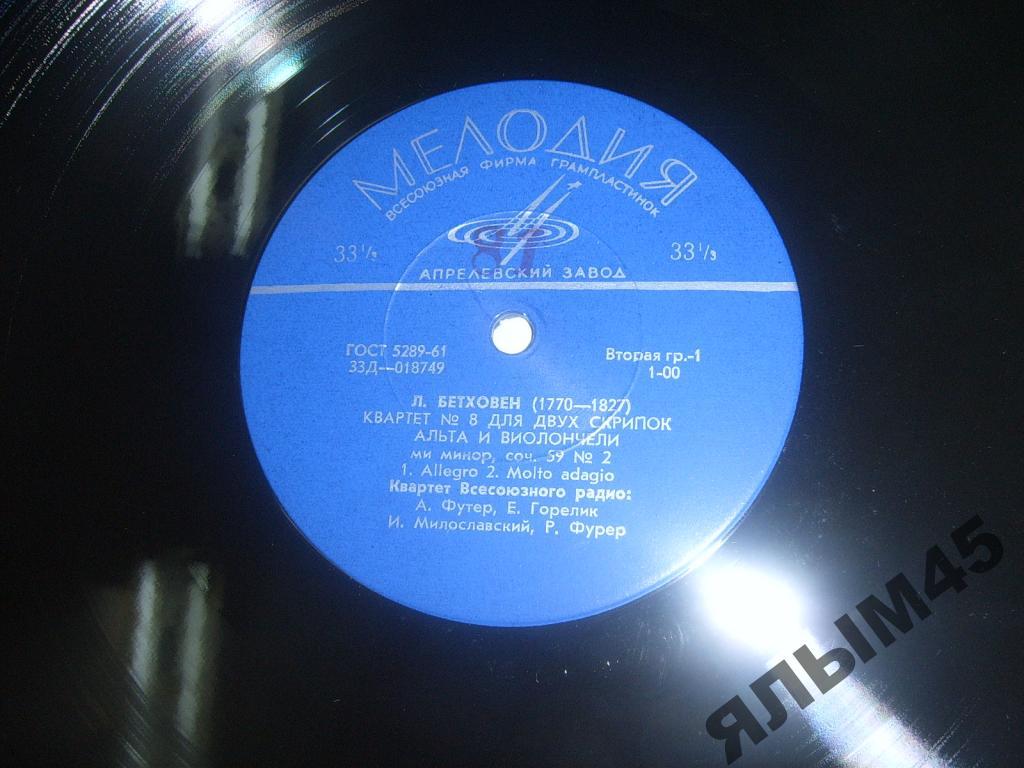 МЕЛОДИЯ
ВСЕСОЮЗНАЯ ФИРМА ГРАМПЛАСТИНОК
33 1/3 33 1/3
АПРЕЛЕВСКИЙ ЗАВОД
ГОСТ 5289-61 Вторая гр.-1
33Д—018749 1-00
Л. БЕТХОВЕН (1770—1827)
КВАРТЕТ № 8 ДЛЯ ДВУХ СКРИПОК
АЛЬТА И ВИОЛОНЧЕЛИ
ми минор, соч. 59 № 2
1. Allegro 2. Molto adagio
Квартет Всесоюзного радио:
А. Футер, Е. Горелик
И. Милославский, Р. Фурер
ЯЛЫМ45